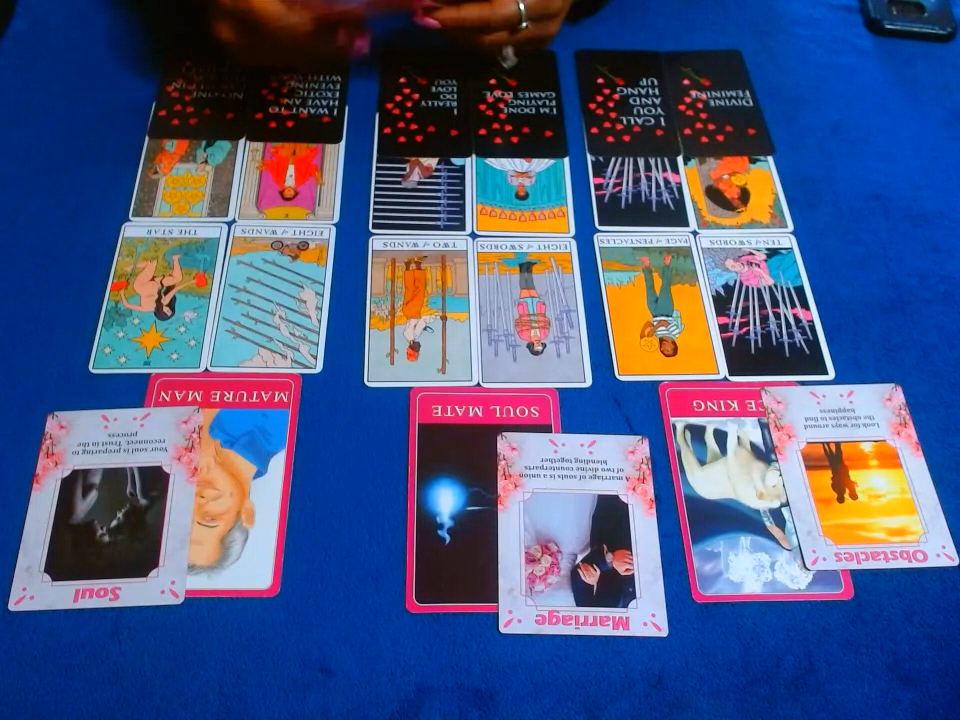 I WANT TO
HAVE AN
EXOTIC
EVENING
WITH YOU
I
REALLY
DO
LOVE
YOU
I'M DONE
PLAYING
GAMES LOVE
I CALL
YOU
AND
HANG
UP
DIVINE
FEMININE
THE STAR
EIGHT of WANDS
TWO of WANDS
EIGHT of SWORDS
PAGE of PENTACLES
TEN of SWORDS
MATURE MAN
SOUL MATE
CE KING
Soul
Your soul is preparing to
reconnect. Trust in the
process
Marriage
A marriage of souls is a union
of two divine counterparts
blending together
Obstacles
Look for ways around
the obstacles to find
happiness